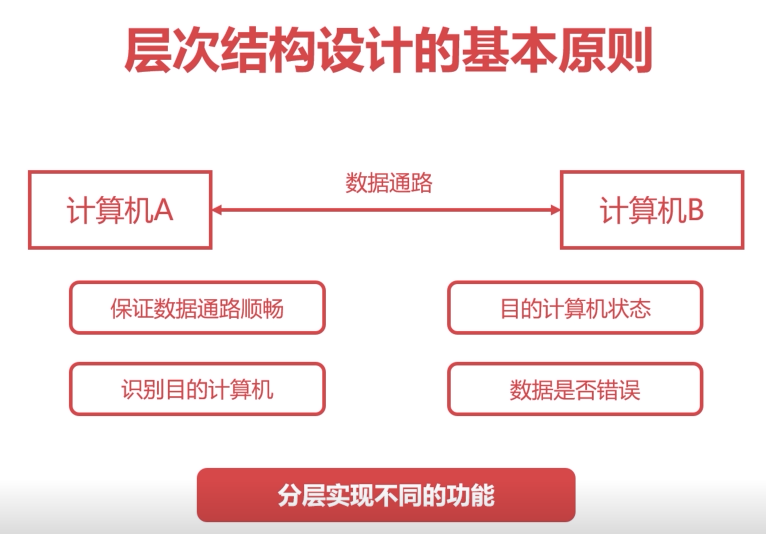 层次结构设计的基本原则
数据通路
计算机A
计算机B
保证数据通路顺畅
目的计算机状态
识别目的计算机
数据是否错误
分层实现不同的功能